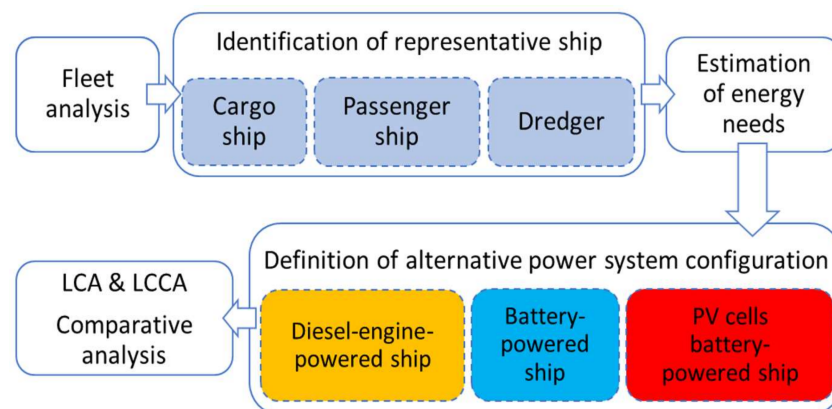 Fleet
analysis
Identification of representative ship
Cargo
ship
Passenger
ship
Dredger
Estimation
of energy
needs
Definition of alternative power system configuration
Diesel-engine-
powered ship
Battery-
powered
ship
PV cells
battery-
powered ship
LCA & LCCA
Comparative
analysis